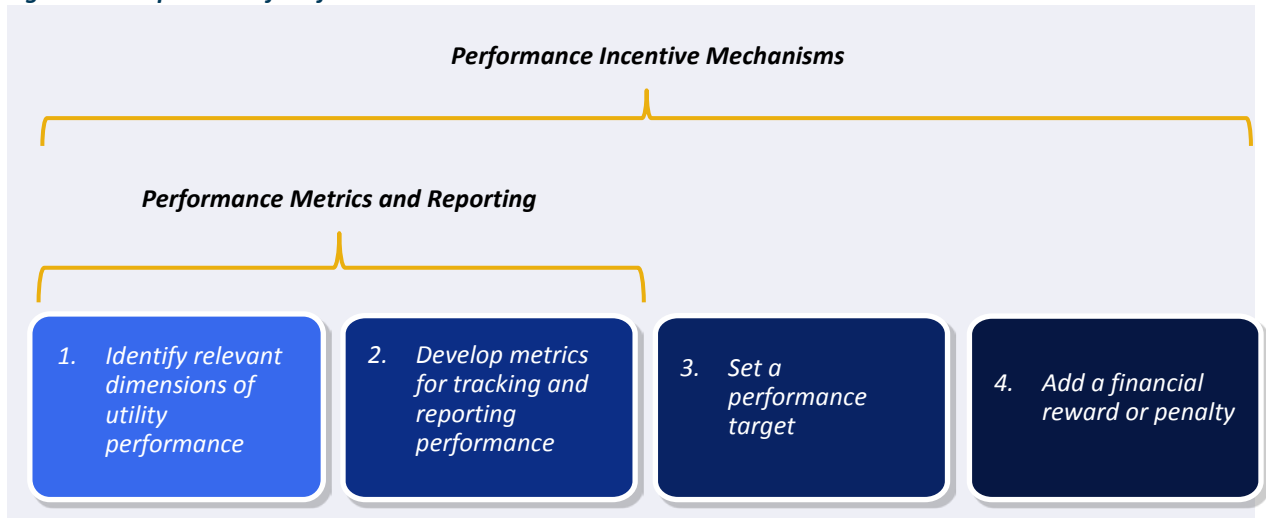 Performance Incentive Mechanisms
Performance Metrics and Reporting
1. Identify relevant
dimensions of
utility
performance
2. Develop metrics
for tracking and
reporting
performance
3. Set a
performance
target
4. Add a financial
reward or penalty